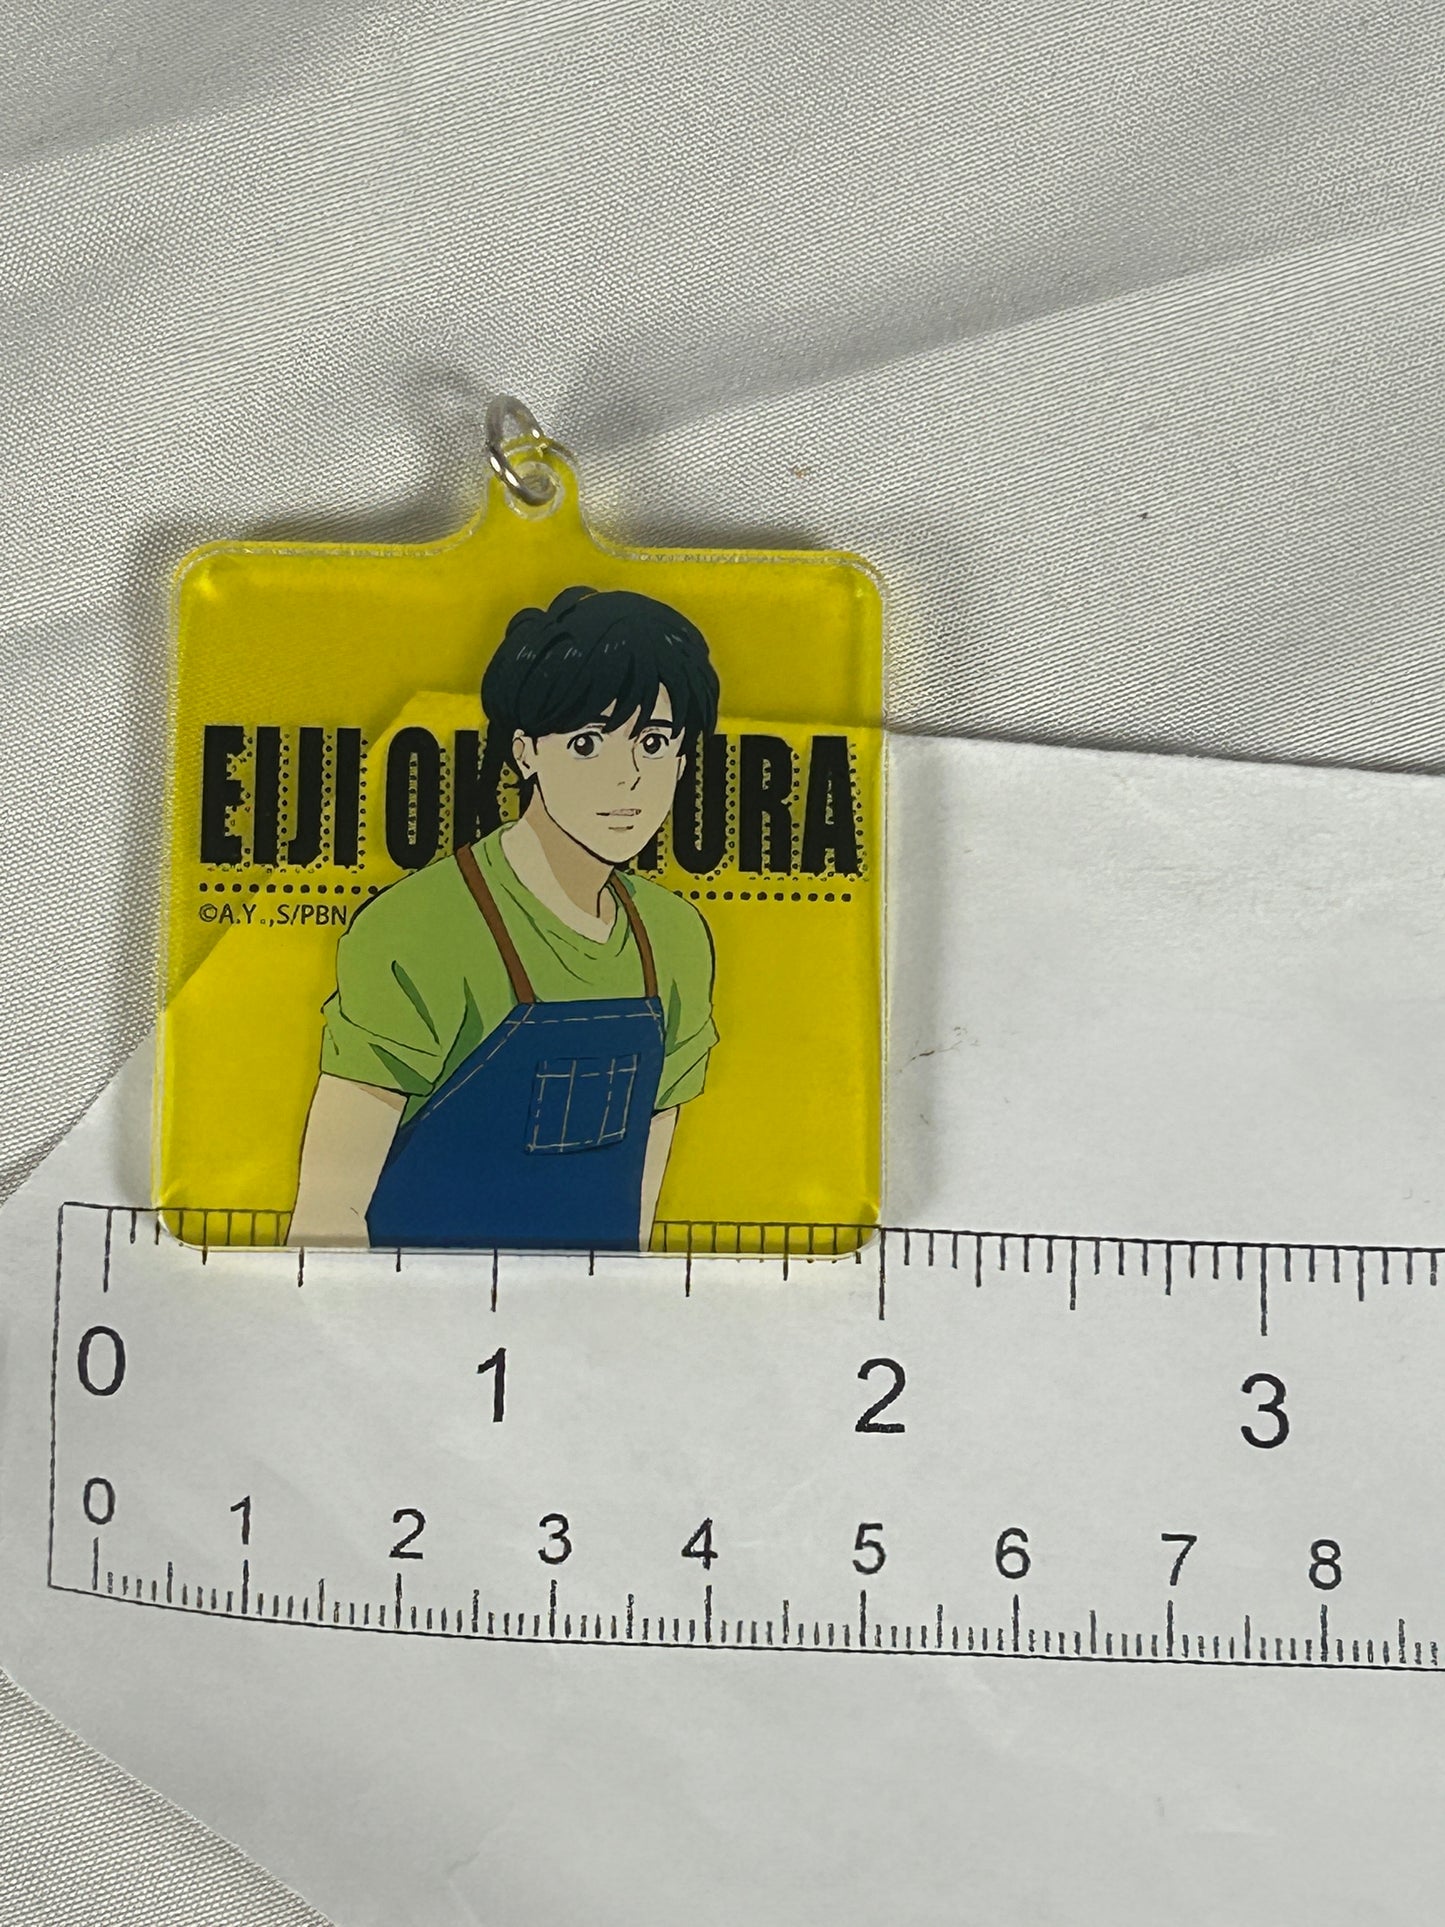 EIJI OK URA
©A.Y.,S/PBN
0 1 2 3
0 1 2 3 4 5 6 7 8